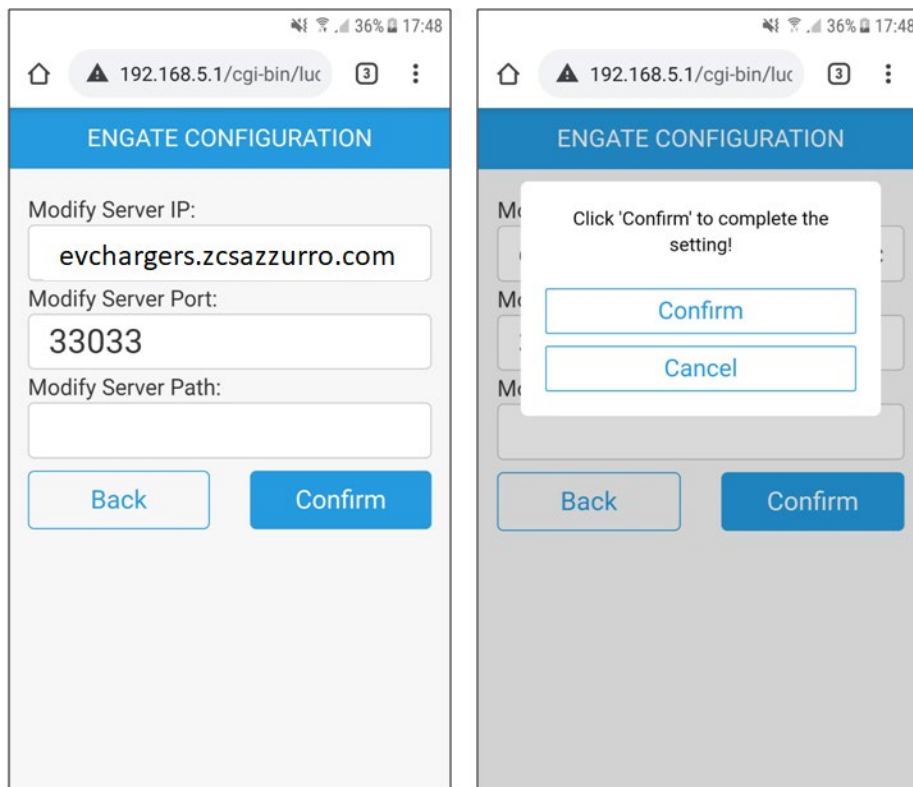 36% 17:48
192.168.5.1/cgi-bin/luc
3
ENGATE CONFIGURATION
Modify Server IP:
evchargers.zcsazzurro.com
Modify Server Port:
33033
Modify Server Path:
Back
Confirm
36% 17:48
192.168.5.1/cgi-bin/luc
3
ENGATE CONFIGURATION
Click 'Confirm' to complete the
setting!
Confirm
Cancel
Back
Confirm